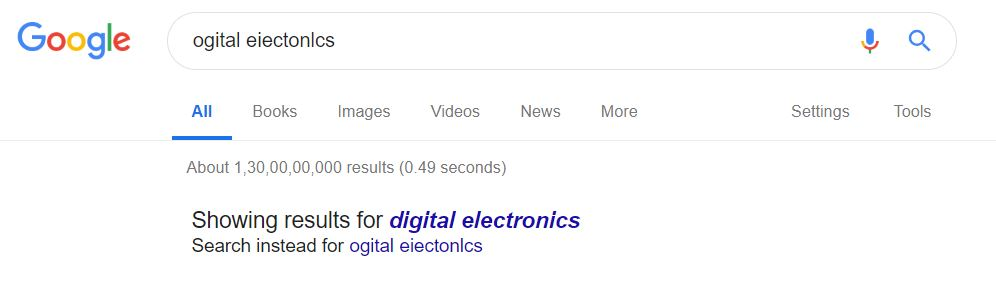 Google ogital eiectonlcs
All Books Images Videos News More Settings Tools
About 1,30,00,00,000 results (0.49 seconds)
Showing results for digital electronics
Search instead for ogital eiectonlcs